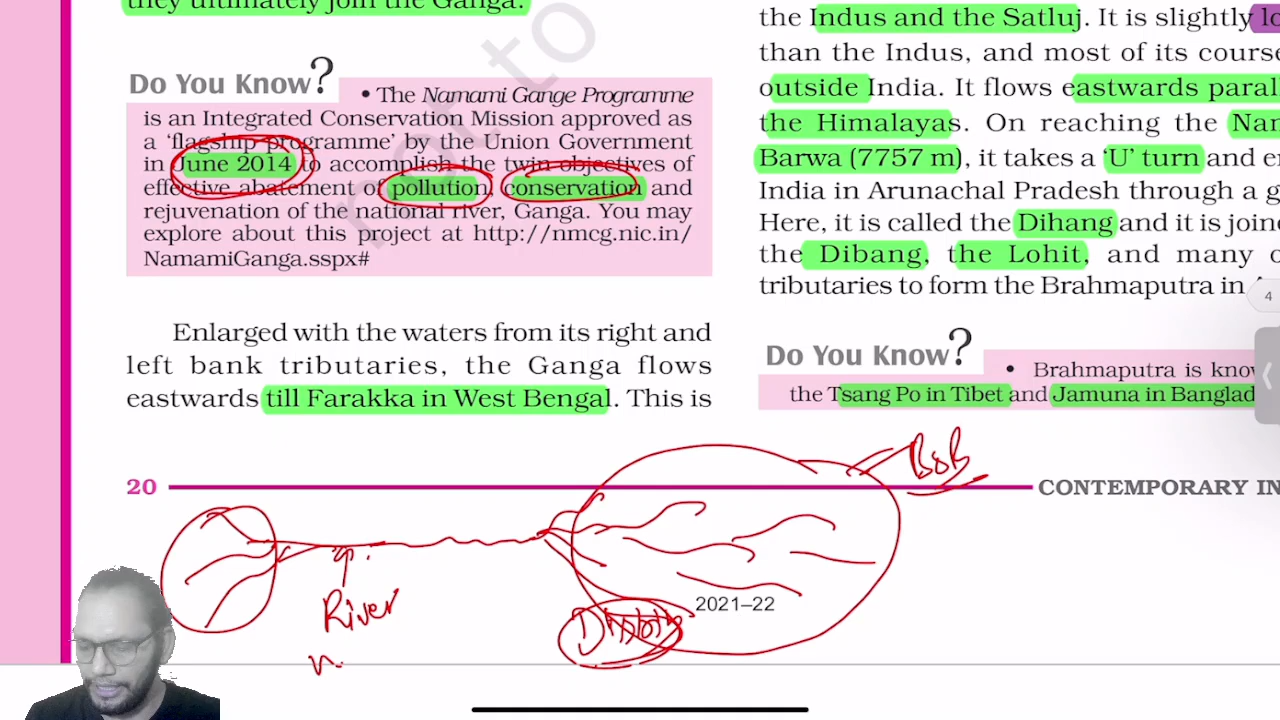 they ultimately join the Ganga.
Do You Know?
• The Namami Gange Programme
is an Integrated Conservation Mission approved as
a ‘flagship programme’ by the Union Government
in June 2014 to accomplish the twin objectives of
effective abatement of pollution, conservation and
rejuvenation of the national river, Ganga. You may
explore about this project at http://nmcg.nic.in/
NamamiGanga.sspx#
Enlarged with the waters from its right and
left bank tributaries, the Ganga flows
eastwards till Farakka in West Bengal. This is
20
the Indus and the Satluj. It is slightly lo
than the Indus, and most of its course
outside India. It flows eastwards paral
the Himalayas. On reaching the Nam
Barwa (7757 m), it takes a ‘U’ turn and en
India in Arunachal Pradesh through a g
Here, it is called the Dihang and it is joine
the Dibang, the Lohit, and many o
tributaries to form the Brahmaputra in A
Do You Know?
• Brahmaputra is know
the Tsang Po in Tibet and Jamuna in Banglad
CONTEMPORARY IN
not to
4
BoB
River
2021–22